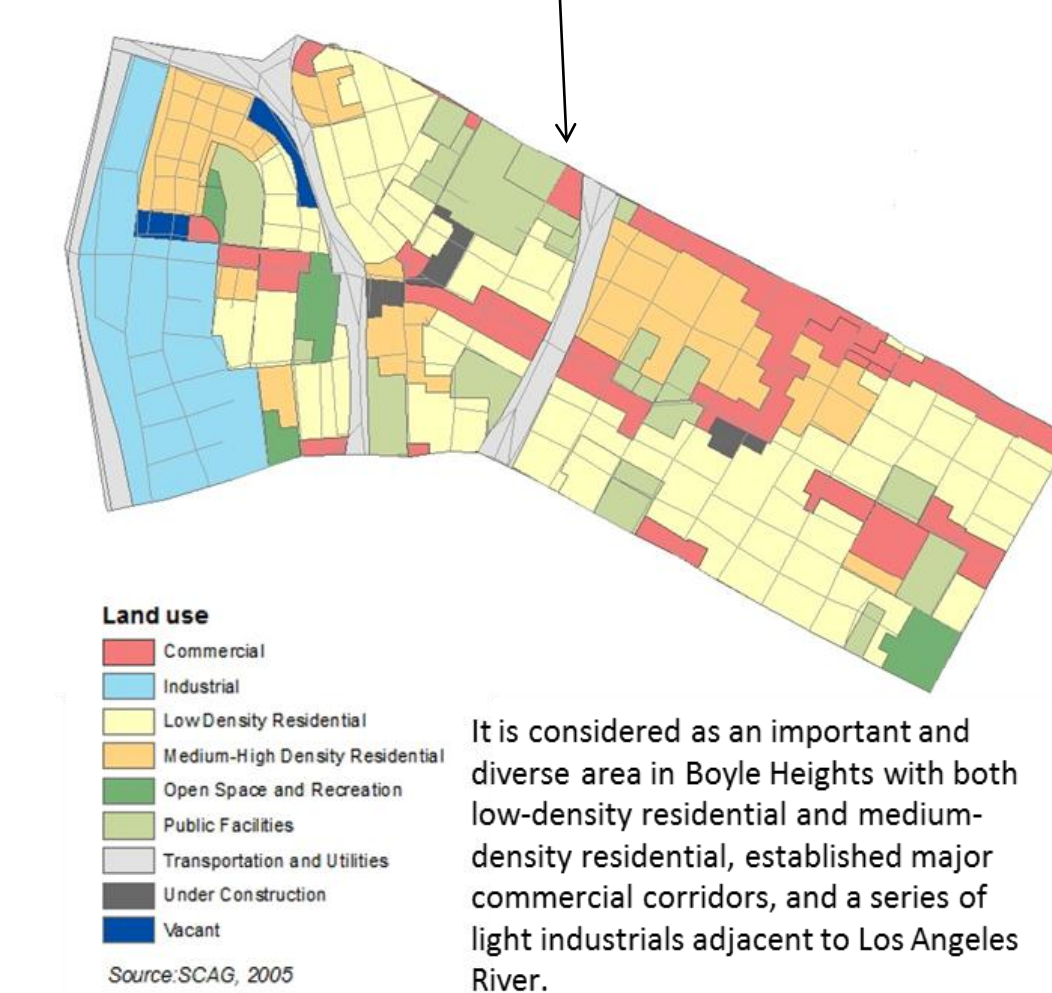 Land use
Commercial
Industrial
Low Density Residential
Medium-High Density Residential
Open Space and Recreation
Public Facilities
Transportation and Utilities
Under Construction
Vacant
Source:SCAG, 2005
It is considered as an important and
diverse area in Boyle Heights with both
low-density residential and medium-
density residential, established major
commercial corridors, and a series of
light industrials adjacent to Los Angeles
River.